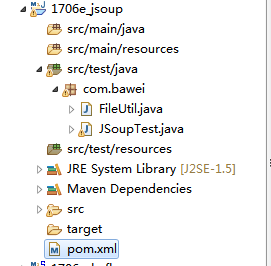 1706e_jsoup
src/main/java
src/main/resources
src/test/java
com.bawei
FileUtil.java
JSoupTest.java
src/test/resources
JRE System Library [J2SE-1.5]
Maven Dependencies
src
target
pom.xml